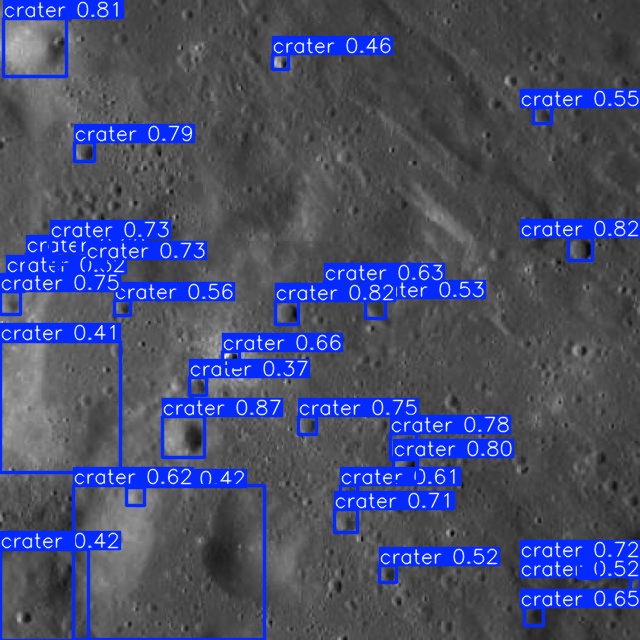 crater 0.81
crater 0.46
crater 0.55
crater 0.79
crater 0.73
crater 0.82
crater 0.73
crater
crater 0.63
crater 0.75
crater 0.56
crater 0.82
0.53
crater 0.41
crater 0.66
crater 0.37
crater 0.87
crater 0.75
crater 0.78
crater 0.80
crater 0.62
0.42
crater 0.61
crater 0.71
crater 0.42
crater 0.52
crater 0.72
crater 0.52
crater 0.65